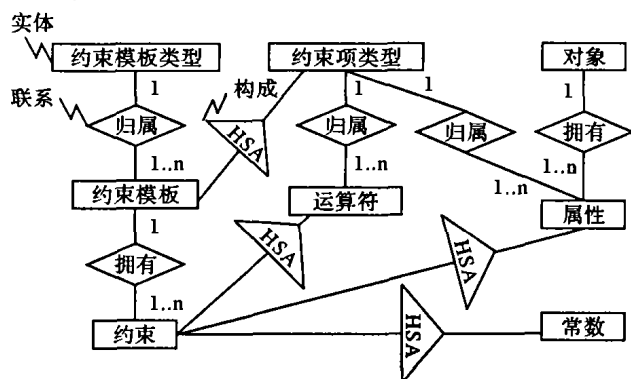 实体
约束模板类型
约束项类型
对象
联系
构成
1
1
1
1
归属
HSA
归属
归属
拥有
1..n
1..n
1..n
1..n
约束模板
运算符
属性
1
拥有
HSA
HSA
1..n
约束
HSA
常数